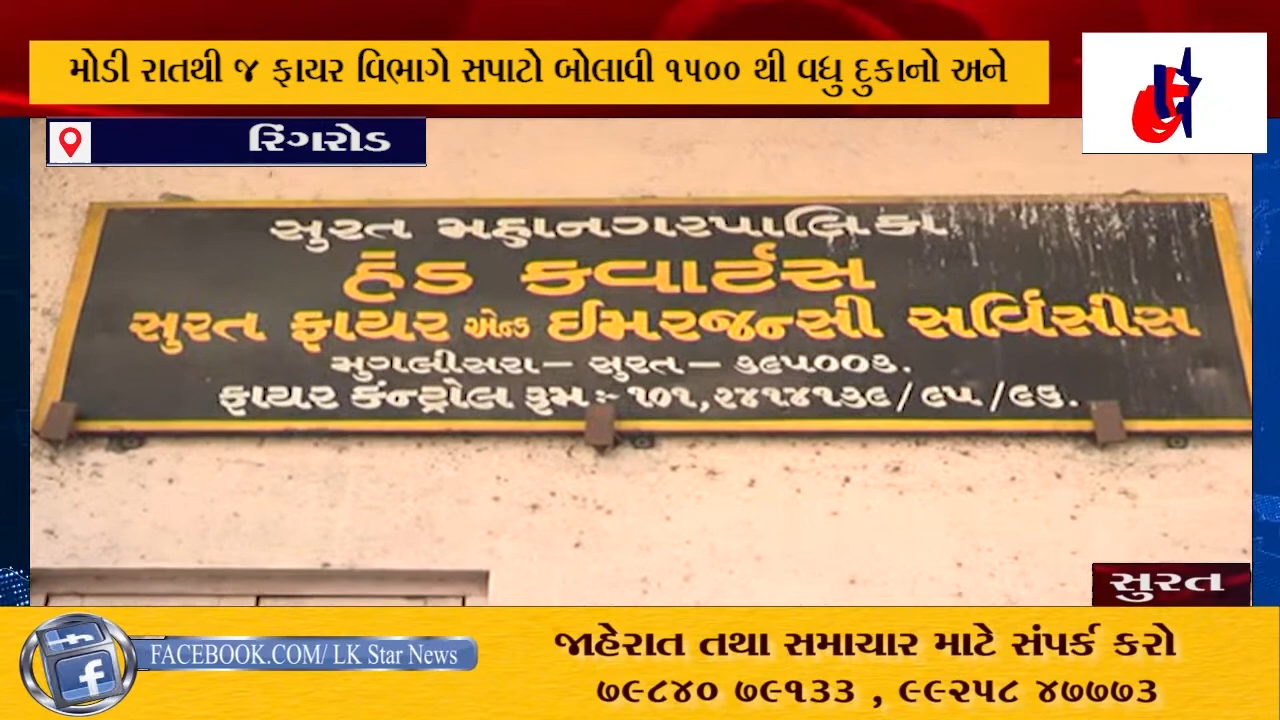 મોડી રાતથી જ ફાયર વિભાગે સપાટો બોલાવી ૧૫૦૦ થી વધુ દુકાનો અને
રિંગરોડ
સુરત મહાનગરપાલિકા
હૅડ કવાર્ટર્સ
સુરત ફાયર એન્ડ ઈમરજન્સી સર્વિસીસ
મુગલીસરા – સુરત – ૩૯૫૦૦૩.
ફાયર કંન્ટ્રોલ રૂમ :- ૧૦૧,૨૪૧૪૧૩૯/૯૫/૯૬.
સુરત
FACEBOOK.COM/ LK Star News
જાહેરાત તથા સમાચાર માટે સંપર્ક કરો
૭૯૮૪૦ ૭૯૧૩૩ , ૯૯૨૫૮ ૪૭૭૭૩